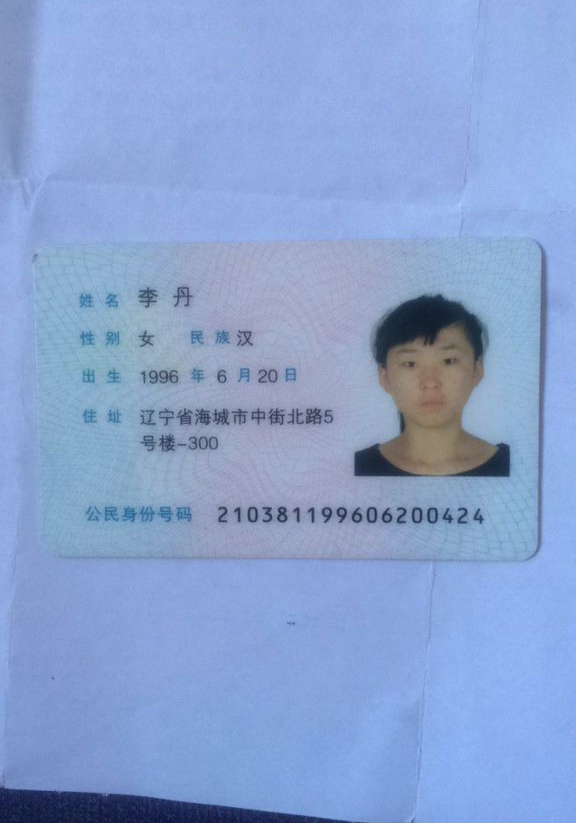 姓名 李丹
性别 女 民族 汉
出生 1996 年 6 月 20 日
住址 辽宁省海城市中街北路5
号楼-300
公民身份号码 210381199606200424